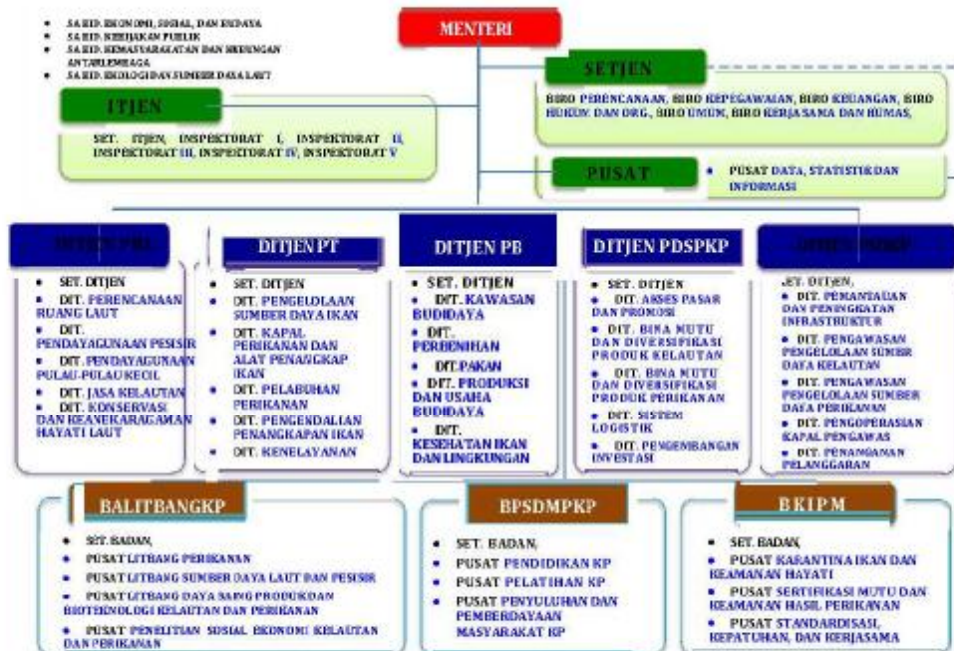 SA BID. EKONOMI, SOSIAL, DAN BUDAYA
SA BID. KEBIJAKAN PUBLIK
SA BID. KEMASYARAKATAN DAN HUBUNGAN
ANTARLEMBAGA
SA BID. EKOLOGI DAN SUMBER DAYA LAUT
MENTERI
SETJEN
BIRO PERENCANAAN, BIRO KEPEGAWAIAN, BIRO KEUANGAN, BIRO
HUKUM DAN ORG., BIRO UMUM, BIRO KERJASAMA DAN HUMAS,
ITJEN
SET. ITJEN, INSPEKTORAT I, INSPEKTORAT II,
INSPEKTORAT III, INSPEKTORAT IV, INSPEKTORAT V
PUSAT
PUSAT DATA, STATISTIK DAN
INFORMASI
DITJEN PRL
SET. DITJEN
DIT. PERENCANAAN
RUANG LAUT
DIT.
PENDAYAGUNAAN PESISIR
DIT. PENDAYAGUNAAN
PULAU-PULAU KECIL
DIT. JASA KELAUTAN
DIT. KONSERVASI
DAN KEANEKARAGAMAN
HAYATI LAUT
DITJEN PT
SET. DITJEN
DIT. PENGELOLAAN
SUMBER DAYA IKAN
DIT. KAPAL
PERIKANAN DAN
ALAT PENANGKAP
IKAN
DIT. PELABUHAN
PERIKANAN
DIT. PENGENDALIAN
PENANGKAPAN IKAN
DIT. KENELAYANAN
DITJEN PB
SET. DITJEN
DIT. KAWASAN
BUDIDAYA
DIT.
PERBENIHAN
DIT.PAKAN
DIT. PRODUKSI
DAN USAHA
BUDIDAYA
DIT.
KESEHATAN IKAN
DAN LINGKUNGAN
DITJEN PDSPKP
SET. DITJEN
DIT. AKSES PASAR
DAN PROMOSI
DIT. BINA MUTU
DAN DIVERSIFIKASI
PRODUK KELAUTAN
DIT. BINA MUTU
DAN DIVERSIFIKASI
PRODUK PERIKANAN
DIT. SISTEM
LOGISTIK
DIT. PENGEMBANGAN
INVESTASI
SET. DITJEN,
DIT. PEMANTAUAN
DAN PENINGKATAN
INFRASTRUKTUR
DIT. PENGAWASAN
PENGELOLAAN SUMBER
DAYA KELAUTAN
DIT. PENGAWASAN
PENGELOLAAN SUMBER
DAYA PERIKANAN
DIT. PENGOPERASIAN
KAPAL PENGAWAS
DIT. PENANGANAN
PELANGGARAN
BALITBANGKP
SET. BADAN,
PUSAT LITBANG PERIKANAN
PUSAT LITBANG SUMBER DAYA LAUT DAN PESISIR
PUSAT LITBANG DAYA SAING PRODUK DAN
BIOTEKNOLOGI KELAUTAN DAN PERIKANAN
PUSAT PENELITIAN SOSIAL EKONOMI KELAUTAN
DAN PERIKANAN
BPSDMPKP
SET. BADAN,
PUSAT PENDIDIKAN KP
PUSAT PELATIHAN KP
PUSAT PENYULUHAN DAN
PEMBERDAYAAN
MASYARAKAT KP
BKIPM
SET. BADAN,
PUSAT KARANTINA IKAN DAN
KEAMANAN HAYATI
PUSAT SERTIFIKASI MUTU DAN
KEAMANAN HASIL PERIKANAN
PUSAT STANDARDISASI,
KEPATUHAN, DAN KERJASAMA